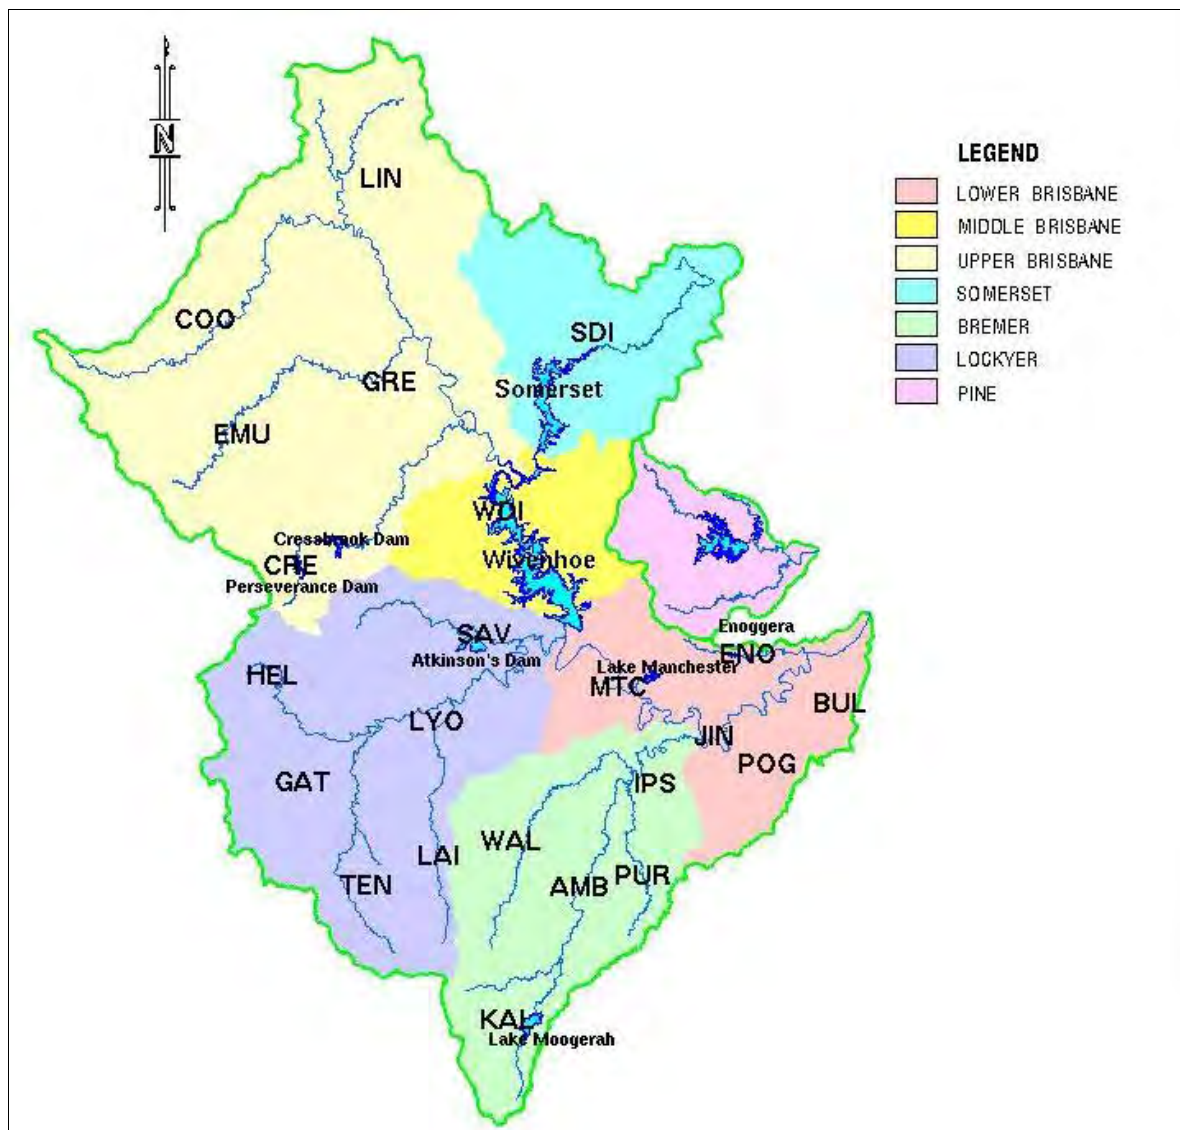 N
LIN
COO
SDI
GRE
Somerset
EMU
WDI
Cressbrook Dam
Wivenhoe
CRE
Perseverance Dam
Enoggera
SAV
ENO
Atkinson's Dam
Lake Manchester
HEL
MTC
BUL
LYO
JIN
POG
GAT
IPS
WAL
LAI
PUR
TEN
AMB
KAL
Lake Moogerah
LEGEND
LOWER BRISBANE
MIDDLE BRISBANE
UPPER BRISBANE
SOMERSET
BREMER
LOCKYER
PINE